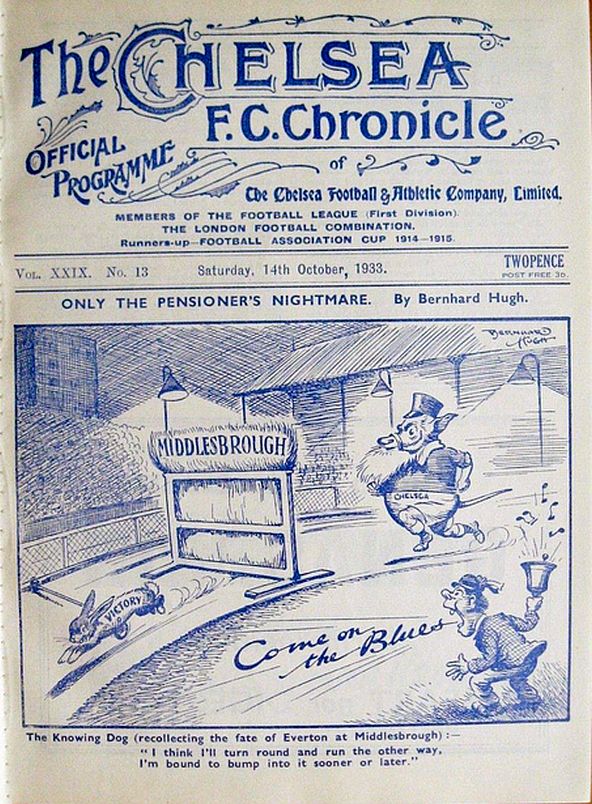 The CHELSEA
F.C. Chronicle
OFFICIAL
PROGRAMME
of
The Chelsea Football & Athletic Company, Limited.
MEMBERS OF THE FOOTBALL LEAGUE (First Division).
THE LONDON FOOTBALL COMBINATION.
Runners-up—FOOTBALL ASSOCIATION CUP 1914-1915
VOL. XXIX. No. 13
Saturday, 14th October, 1933.
TWOPENCE
POST FREE 3D.
ONLY THE PENSIONER'S NIGHTMARE. By Bernhard Hugh.
BERNHARD
HUGH
MIDDLESBROUGH
CHELSEA
VICTORY
Come on
the Blues
The Knowing Dog (recollecting the fate of Everton at Middlesbrough) :—
"I think I'll turn round and run the other way,
I'm bound to bump into it sooner or later."